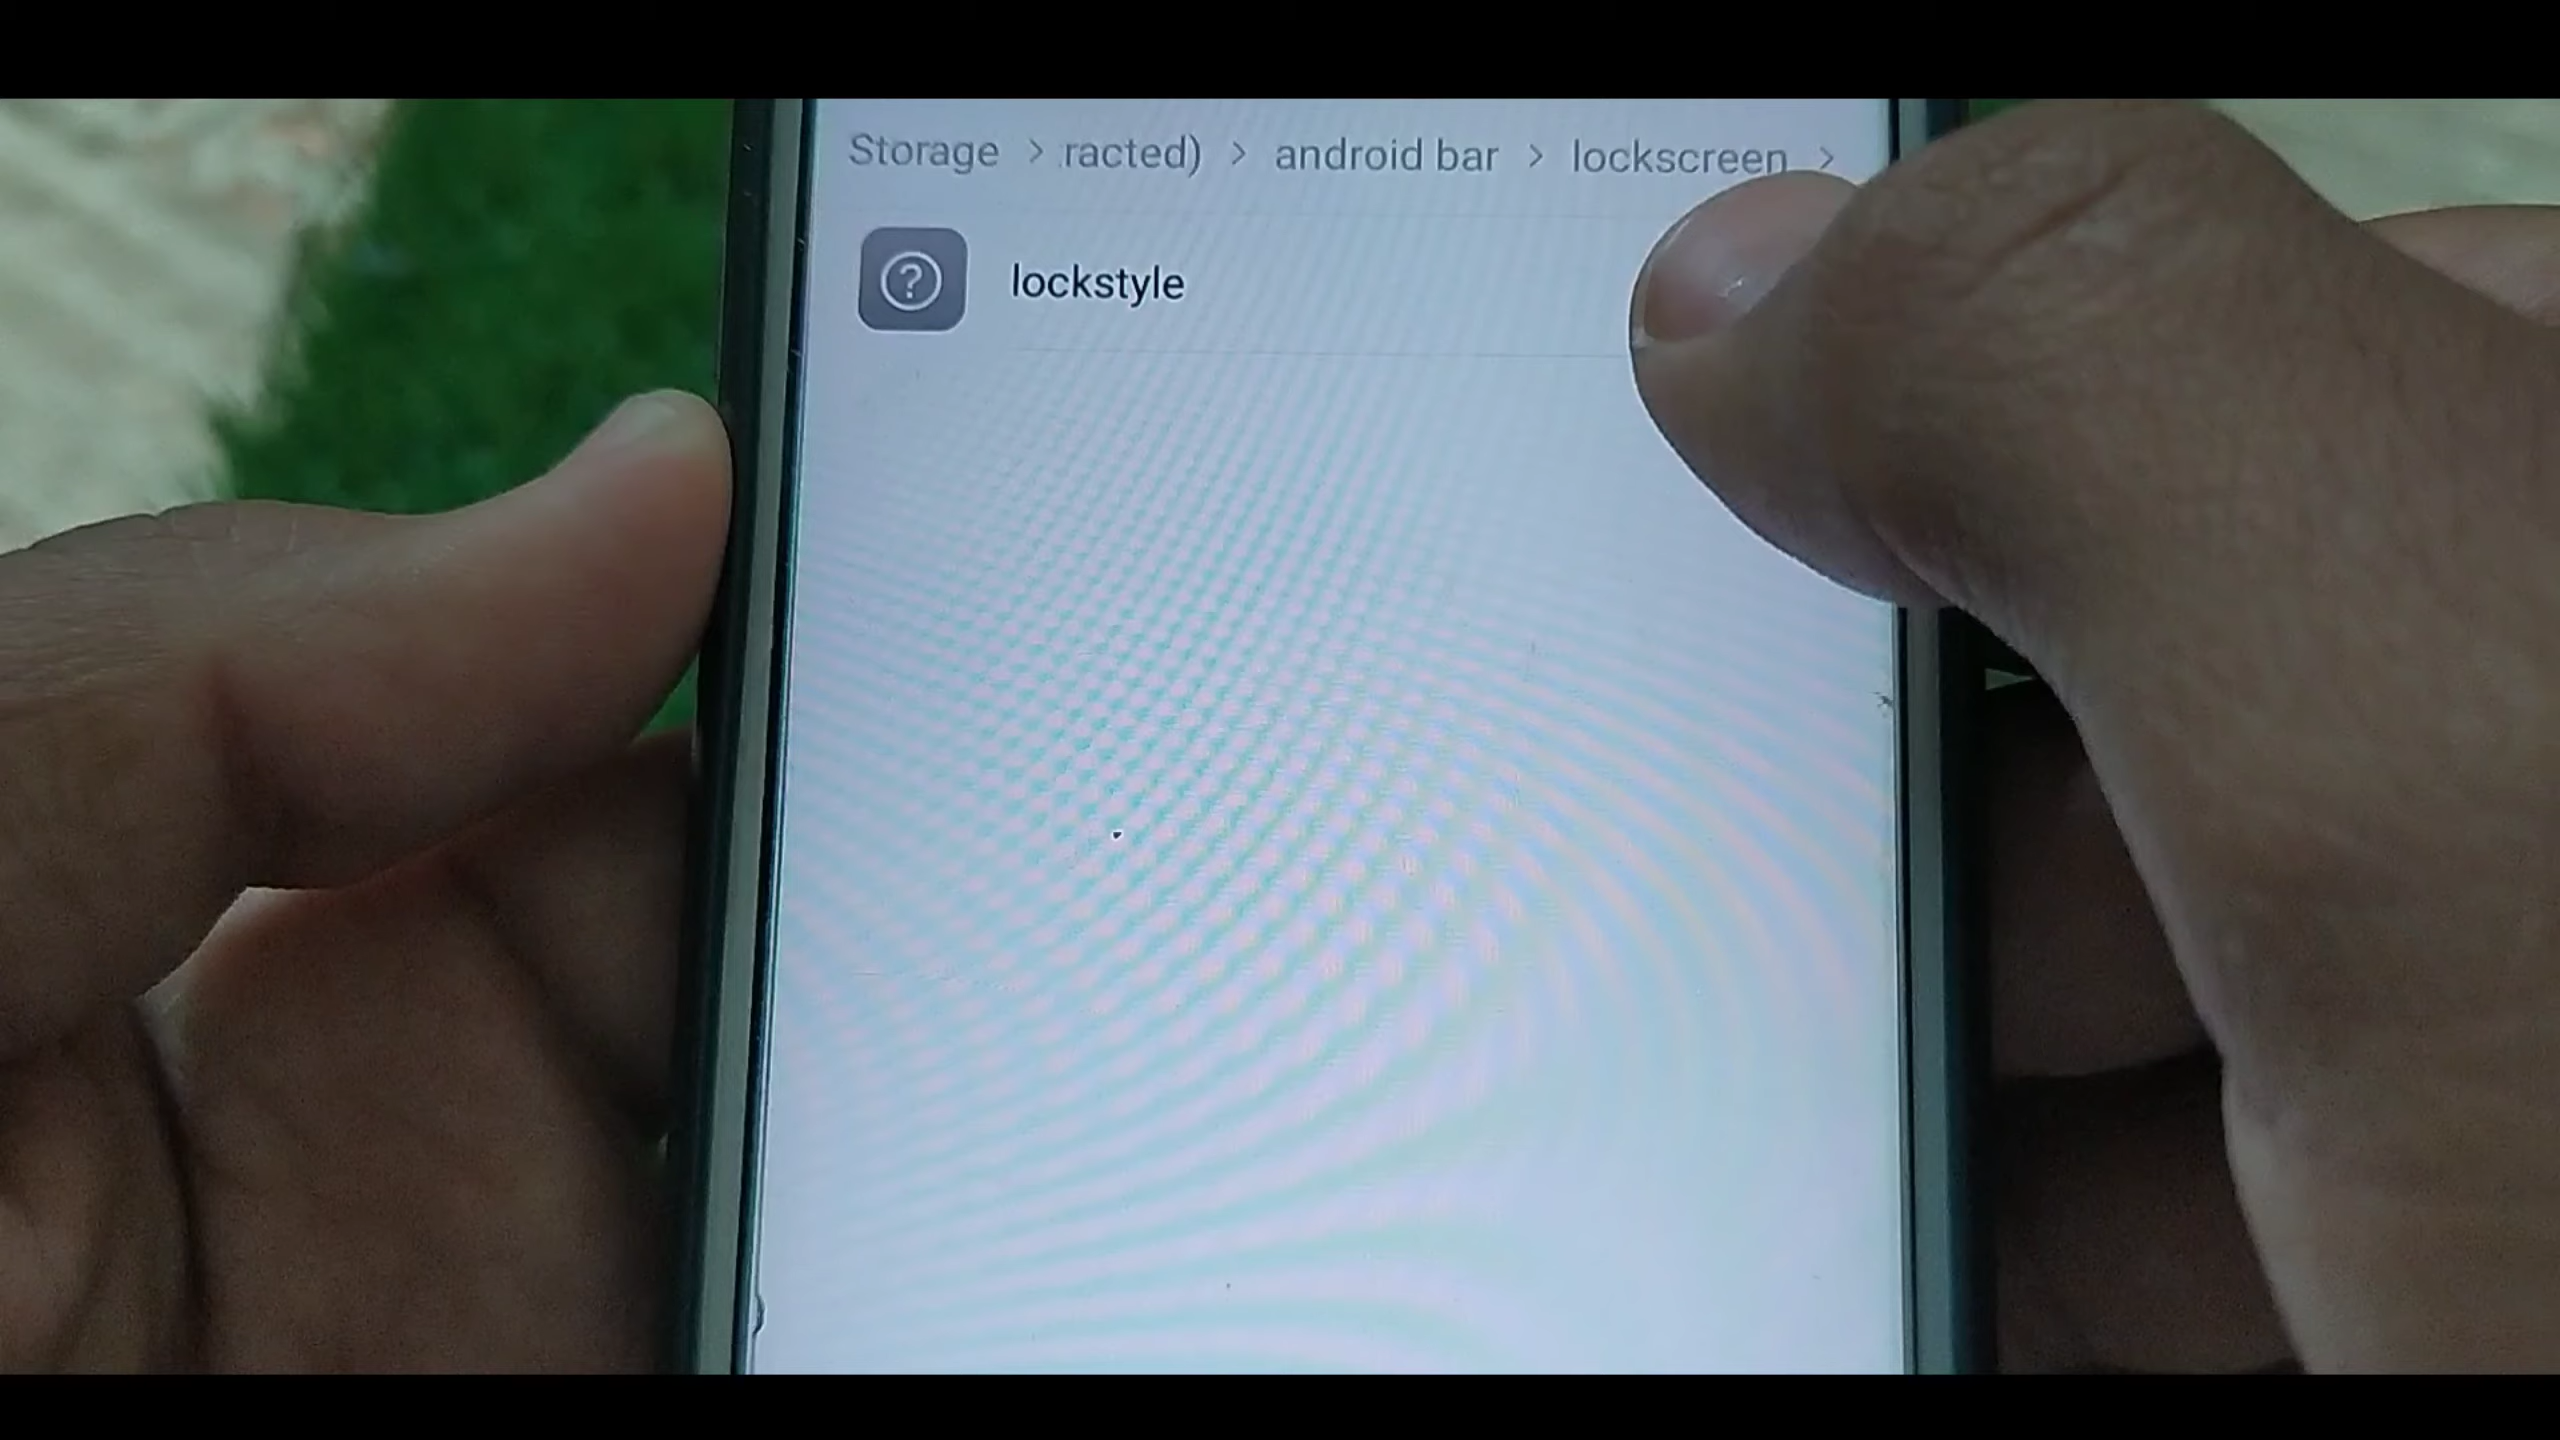 Storage > racted) > android bar > lockscreen >
lockstyle